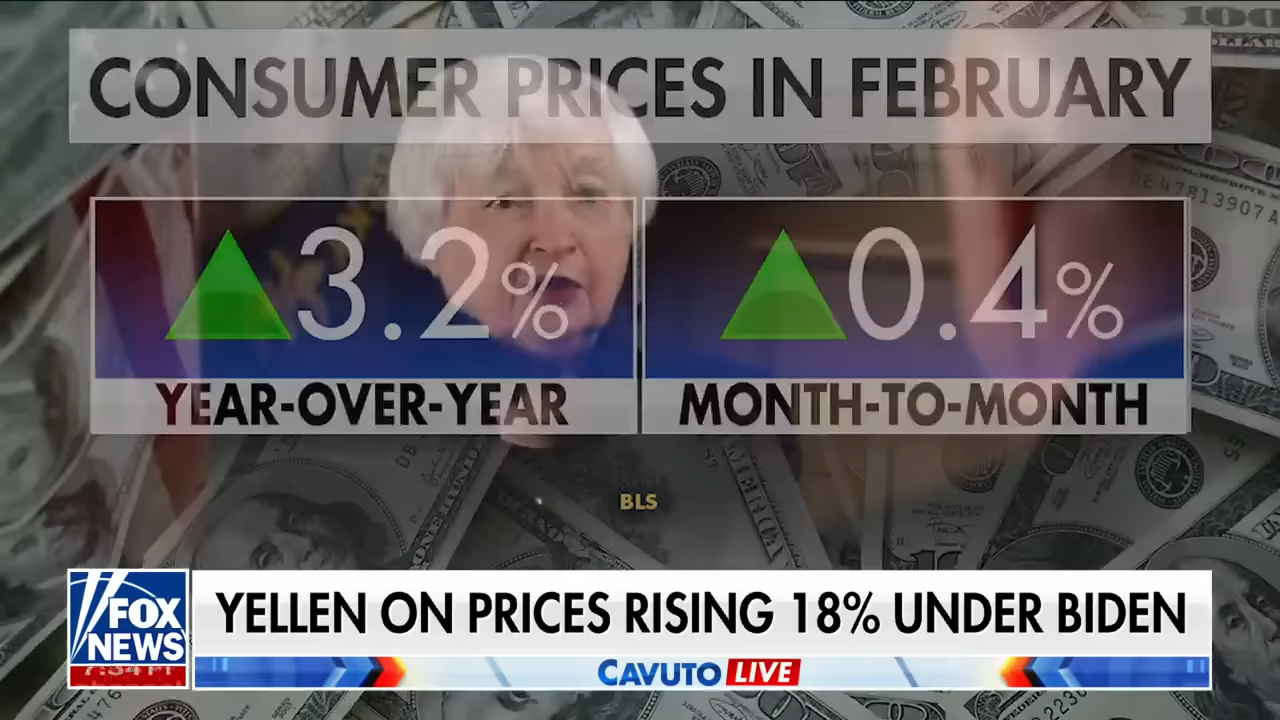 CONSUMER PRICES IN FEBRUARY
3.2%
YEAR-OVER-YEAR
0.4%
MONTH-TO-MONTH
BLS
FOX
NEWS
YELLEN ON PRICES RISING 18% UNDER BIDEN
CAVUTO LIVE